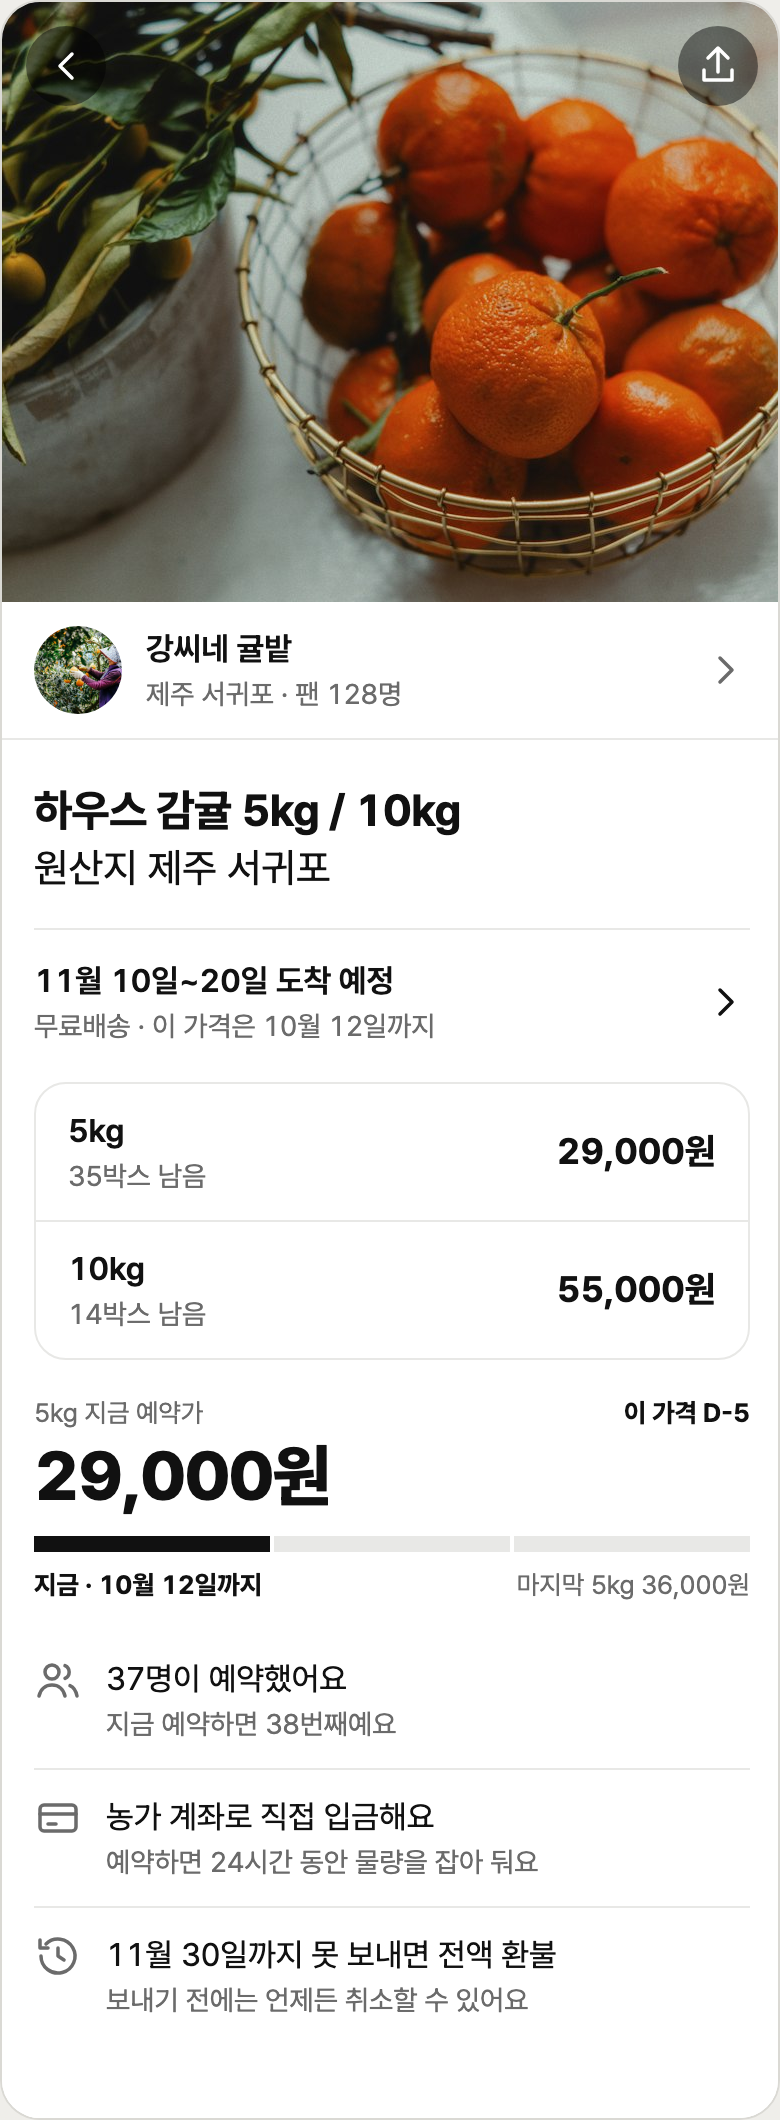 강씨네 귤밭
제주 서귀포 · 팬 128명
하우스 감귤 5kg / 10kg
원산지 제주 서귀포
11월 10일~20일 도착 예정
무료배송 · 이 가격은 10월 12일까지
5kg
35박스 남음
29,000원
10kg
14박스 남음
55,000원
5kg 지금 예약가
이 가격 D-5
29,000원
지금 · 10월 12일까지
마지막 5kg 36,000원
37명이 예약했어요
지금 예약하면 38번째예요
농가 계좌로 직접 입금해요
예약하면 24시간 동안 물량을 잡아 둬요
11월 30일까지 못 보내면 전액 환불
보내기 전에는 언제든 취소할 수 있어요